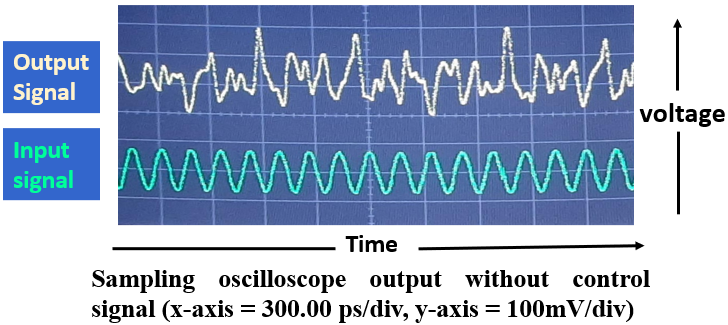 Output
Signal
voltage
Input
signal
Time
Sampling oscilloscope output without control
signal (x-axis = 300.00 ps/div, y-axis = 100mV/div)